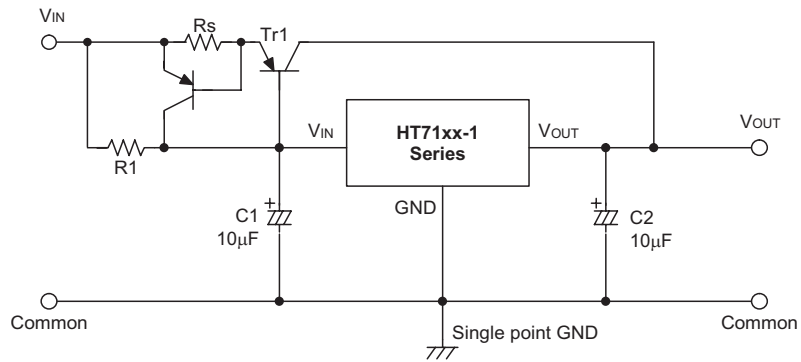 VIN
Rs
Tr1
VIN
HT71xx-1
Series
VOUT
VOUT
R1
GND
C1
10μF
C2
10μF
Common
Single point GND
Common